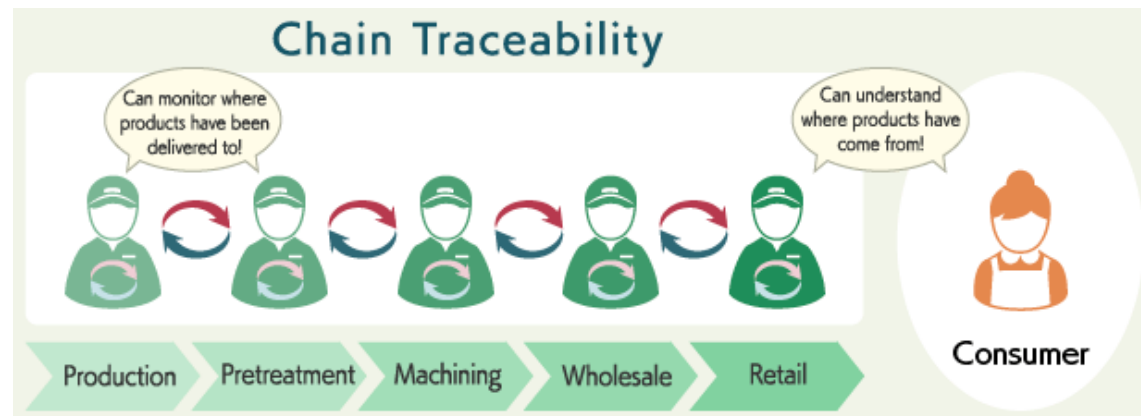 Chain Traceability
Can monitor where
products have been
delivered to!
Can understand
where products have
come from!
Production
Pretreatment
Machining
Wholesale
Retail
Consumer